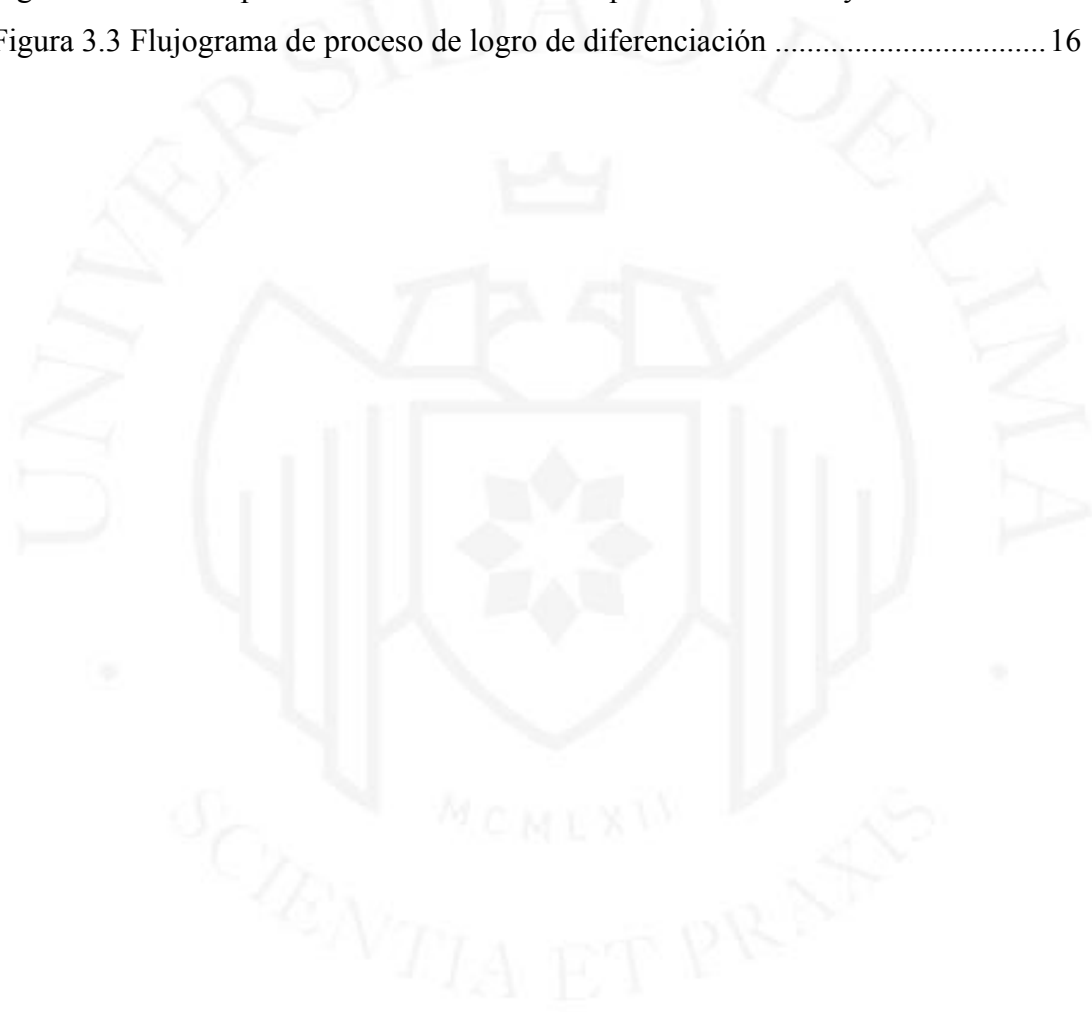 Figura 3.3 Flujograma de proceso de logro de diferenciación .................................. 16
UNIVERSIDAD DE LIMA
MCMLXII
SCIENTIA ET PRAXIS